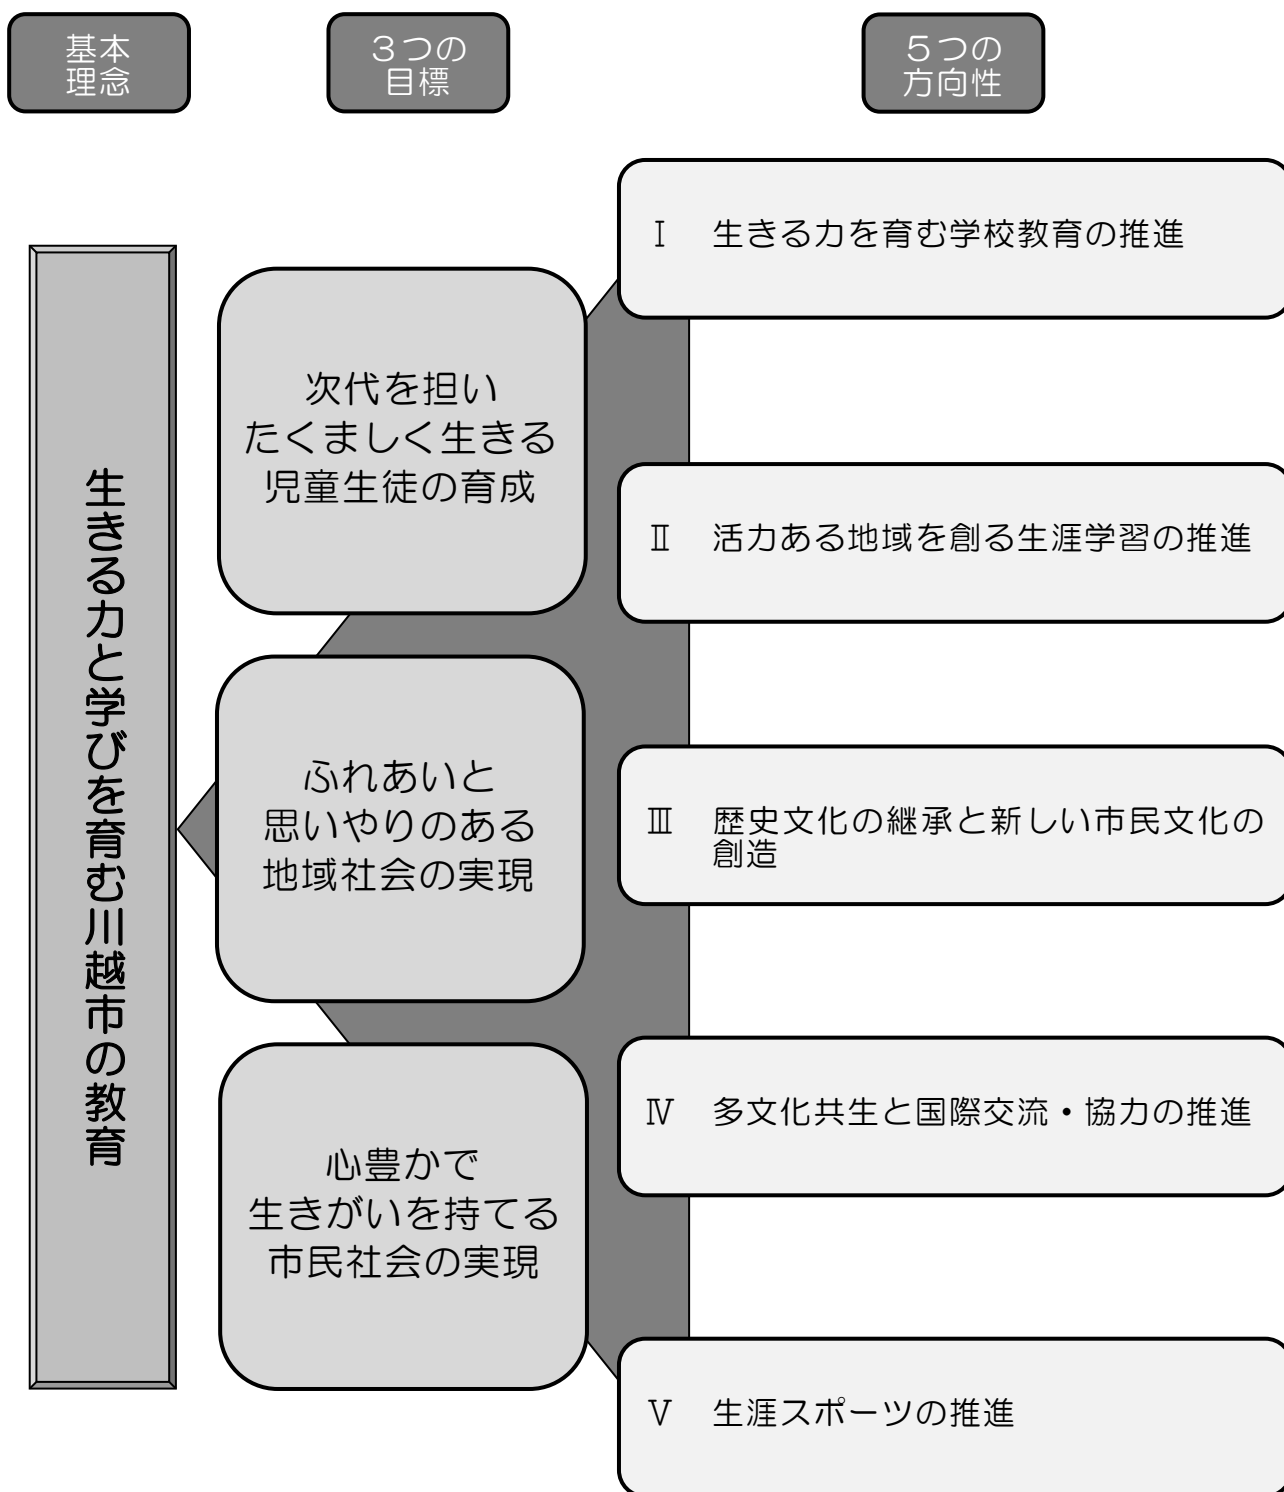 基本
理念
３つの
目標
５つの
方向性
生きる力と学びを育む川越市の教育
次代を担い
たくましく生きる
児童生徒の育成
ふれあいと
思いやりのある
地域社会の実現
心豊かで
生きがいを持てる
市民社会の実現
Ⅰ 生きる力を育む学校教育の推進
Ⅱ 活力ある地域を創る生涯学習の推進
Ⅲ 歴史文化の継承と新しい市民文化の
創造
Ⅳ 多文化共生と国際交流・協力の推進
Ⅴ 生涯スポーツの推進